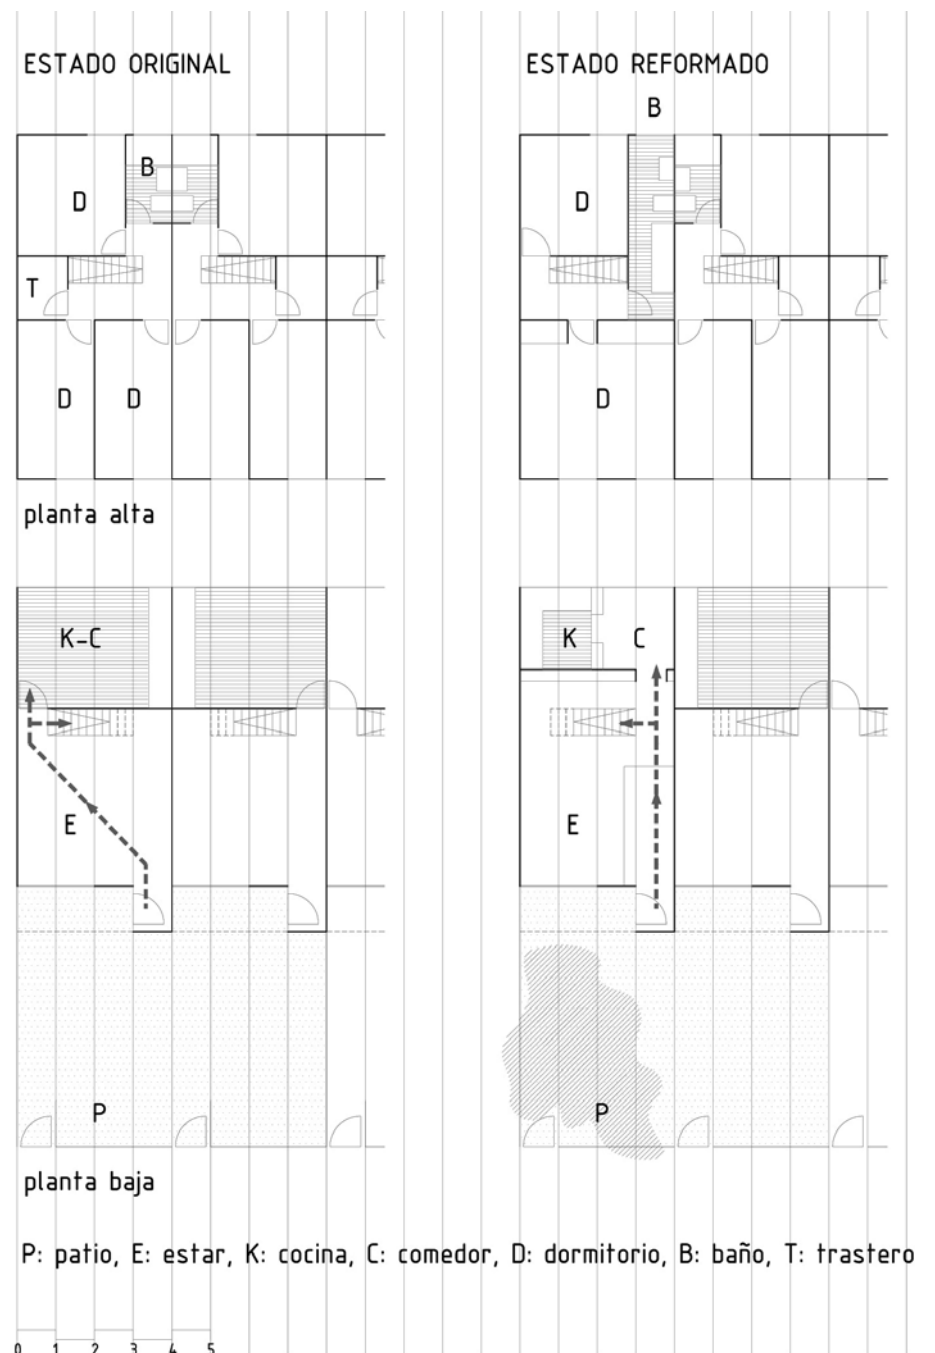 ESTADO ORIGINAL
ESTADO REFORMADO
B
B
D
D
T
D
D
D
planta alta
K-C
K
C
E
E
P
P
planta baja
P: patio, E: estar, K: cocina, C: comedor, D: dormitorio, B: baño, T: trastero
0 1 2 3 4 5